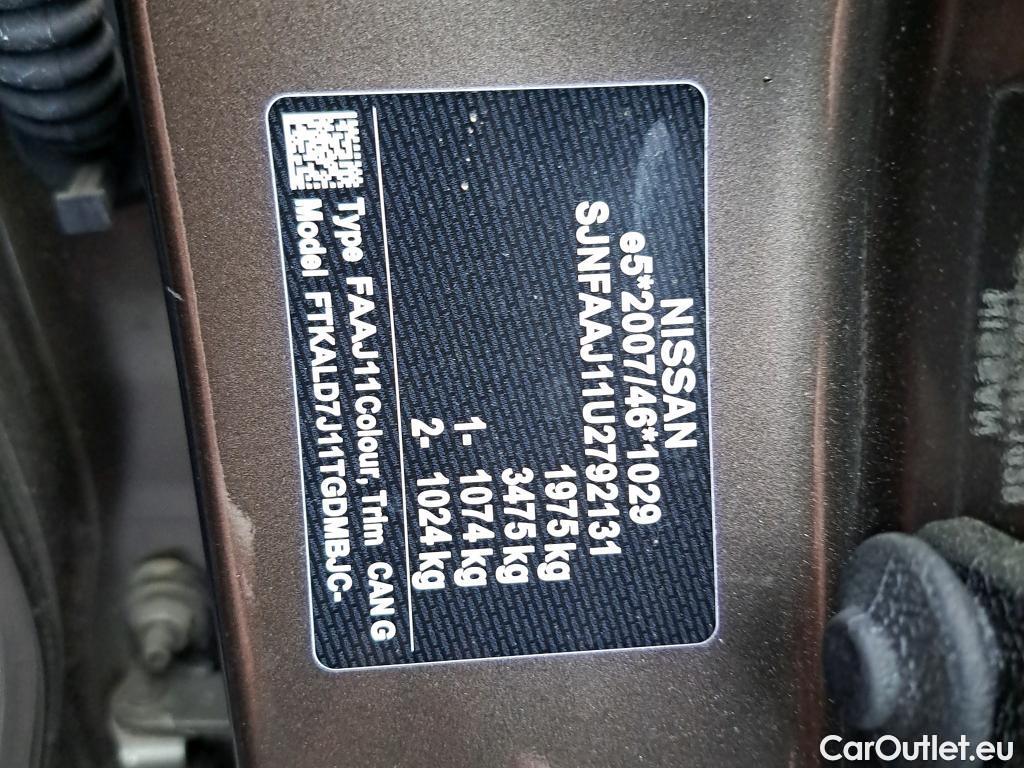 NISSAN
e5*2007/46*1029
SJNFAAJ11U2792131
1975 kg
3475 kg
1- 1074 kg
2- 1024 kg
Type FAAJ11Colour, Trim CAN G
Model FTKALD7J11TGDMBJC-
CarOutlet.eu